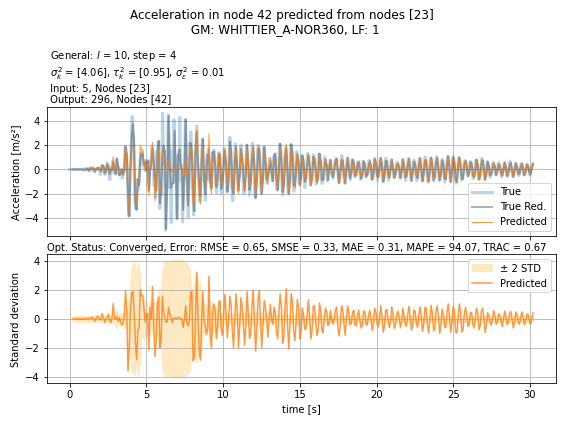 Acceleration in node 42 predicted from nodes [23]
GM: WHITTIER_A-NOR360, LF: 1
General: l = 10, step = 4
σ²ₖ = [4.06], τ²ₖ = [0.95], σ²ε = 0.01
Input: 5, Nodes [23]
Output: 296, Nodes [42]
Acceleration [m/s²]
4
2
0
−2
−4
True
True Red.
Predicted
Opt. Status: Converged, Error: RMSE = 0.65, SMSE = 0.33, MAE = 0.31, MAPE = 94.07, TRAC = 0.67
Standard deviation
4
2
0
−2
−4
± 2 STD
Predicted
0 5 10 15 20 25 30
time [s]